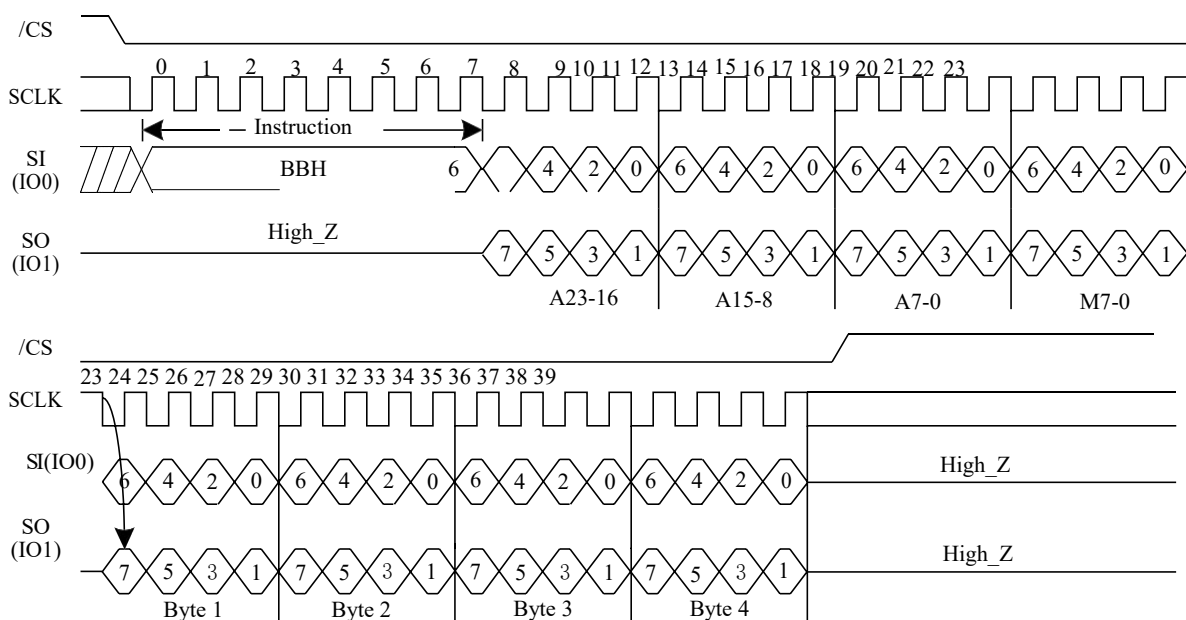 /CS
0 1 2 3 4 5 6 7 8 9 10 11 12 13 14 15 16 17 18 19 20 21 22 23
SCLK
Instruction
SI
(IO0)
BBH
6 4 2 0 6 4 2 0 6 4 2 0 6 4 2 0
SO
(IO1)
High_Z
7 5 3 1 7 5 3 1 7 5 3 1 7 5 3 1
A23-16 A15-8 A7-0 M7-0
/CS
23 24 25 26 27 28 29 30 31 32 33 34 35 36 37 38 39
SCLK
SI(IO0)
6 4 2 0 6 4 2 0 6 4 2 0 6 4 2 0
High_Z
SO
(IO1)
7 5 3 1 7 5 3 1 7 5 3 1 7 5 3 1
High_Z
Byte 1 Byte 2 Byte 3 Byte 4